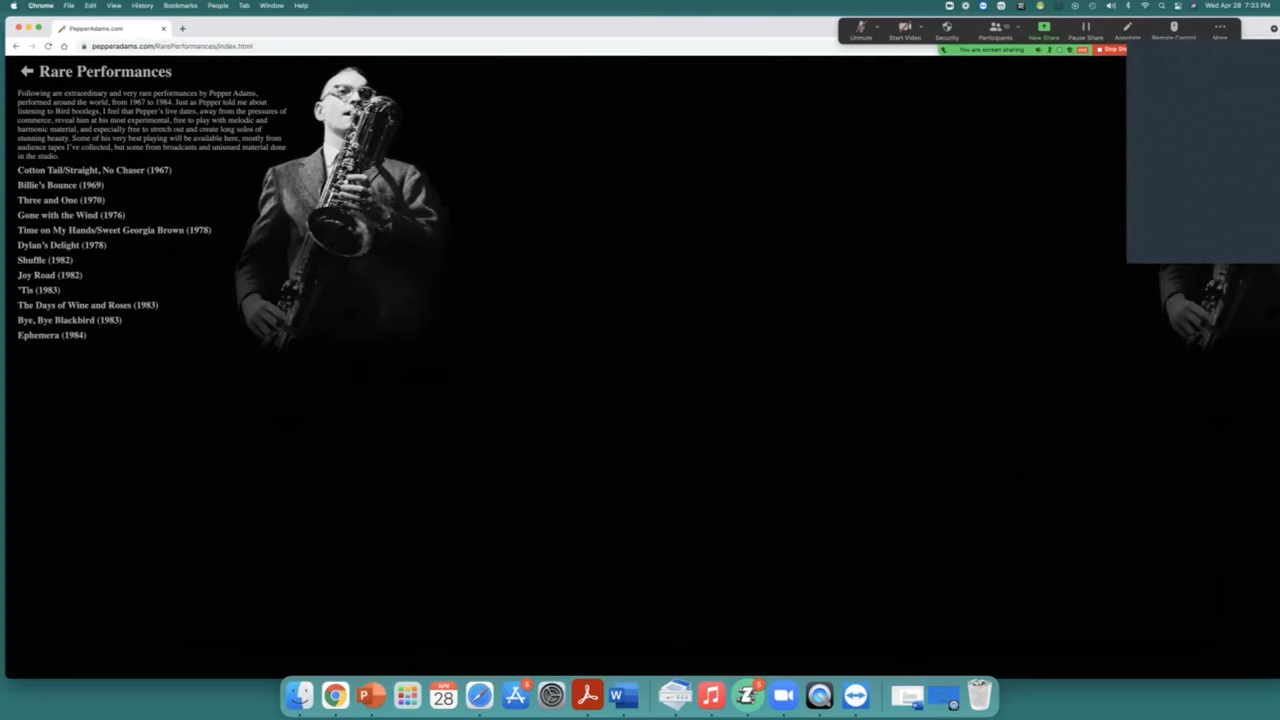 Chrome File Edit View History Bookmarks People Tab Window Help
Wed Apr 28 7:33 PM
PepperAdams.com
pepperadams.com/RarePerformances/index.html
Unmute Start Video Security Participants 10 New Share Pause Share Annotate Remote Control More
You are screen sharing
Stop Sh
Rare Performances
Following are extraordinary and very rare performances by Pepper Adams,
performed around the world, from 1967 to 1984. Just as Pepper told me about
listening to Bird bootlegs, I feel that Pepper's live dates, away from the pressures of
commerce, reveal him at his most experimental, free to play with melodic and
harmonic material, and especially free to stretch out and create long solos of
stunning beauty. Some of his very best playing will be available here, mostly from
audience tapes I've collected, but some from broadcasts and unissued material done
in the studio.
Cotton Tail/Straight, No Chaser (1967)
Billie's Bounce (1969)
Three and One (1970)
Gone with the Wind (1976)
Time on My Hands/Sweet Georgia Brown (1978)
Dylan's Delight (1978)
Shuffle (1982)
Joy Road (1982)
'Tis (1983)
The Days of Wine and Roses (1983)
Bye, Bye Blackbird (1983)
Ephemera (1984)
APR
28